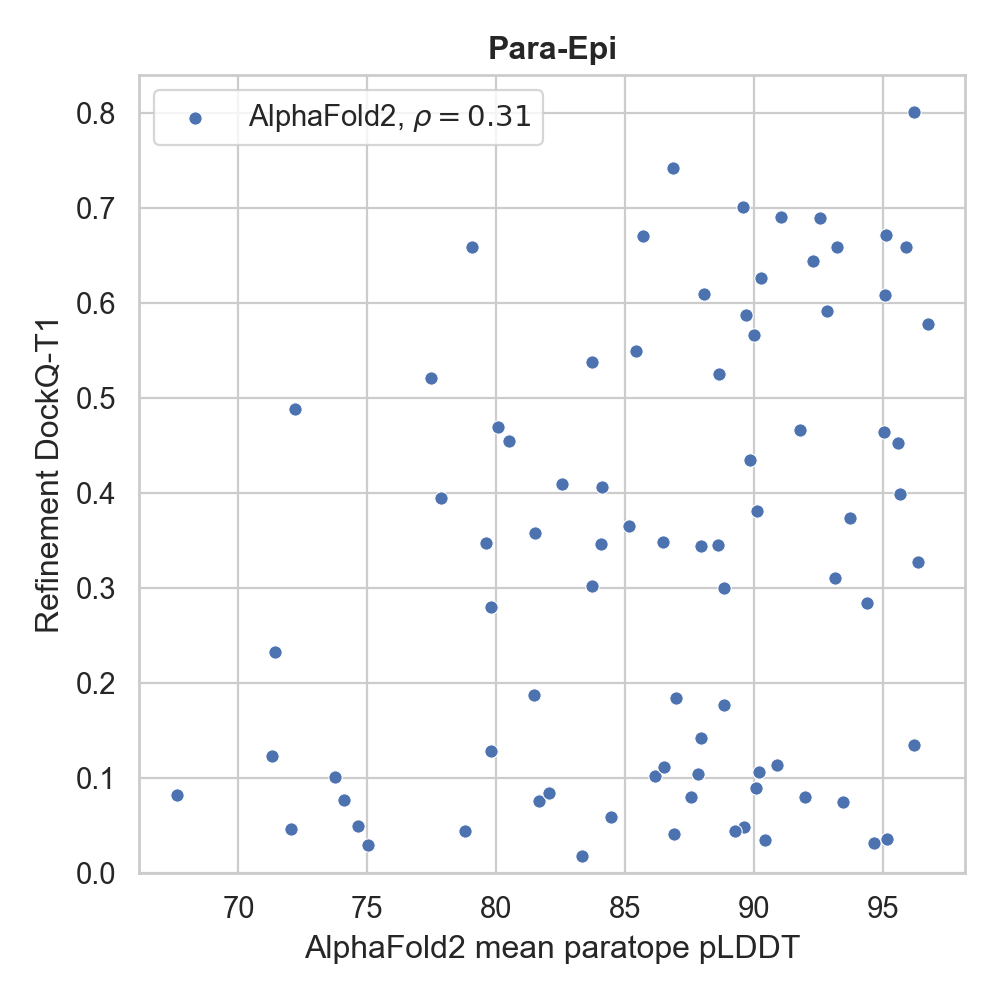 Para-Epi
AlphaFold2, ρ = 0.31
Refinement DockQ-T1
0.8
0.7
0.6
0.5
0.4
0.3
0.2
0.1
0.0
70 75 80 85 90 95
AlphaFold2 mean paratope pLDDT